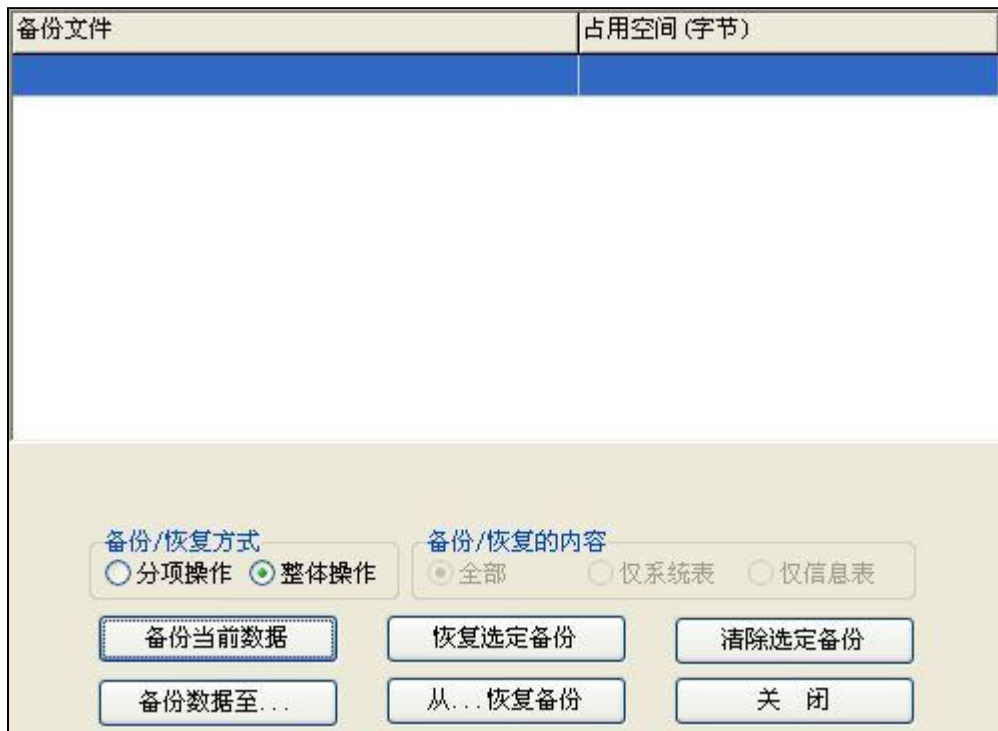 备份文件 占用空间(字节)
备份/恢复方式 备份/恢复的内容
分项操作 整体操作 全部 仅系统表 仅信息表
备份当前数据 恢复选定备份 清除选定备份
备份数据至... 从...恢复备份 关 闭